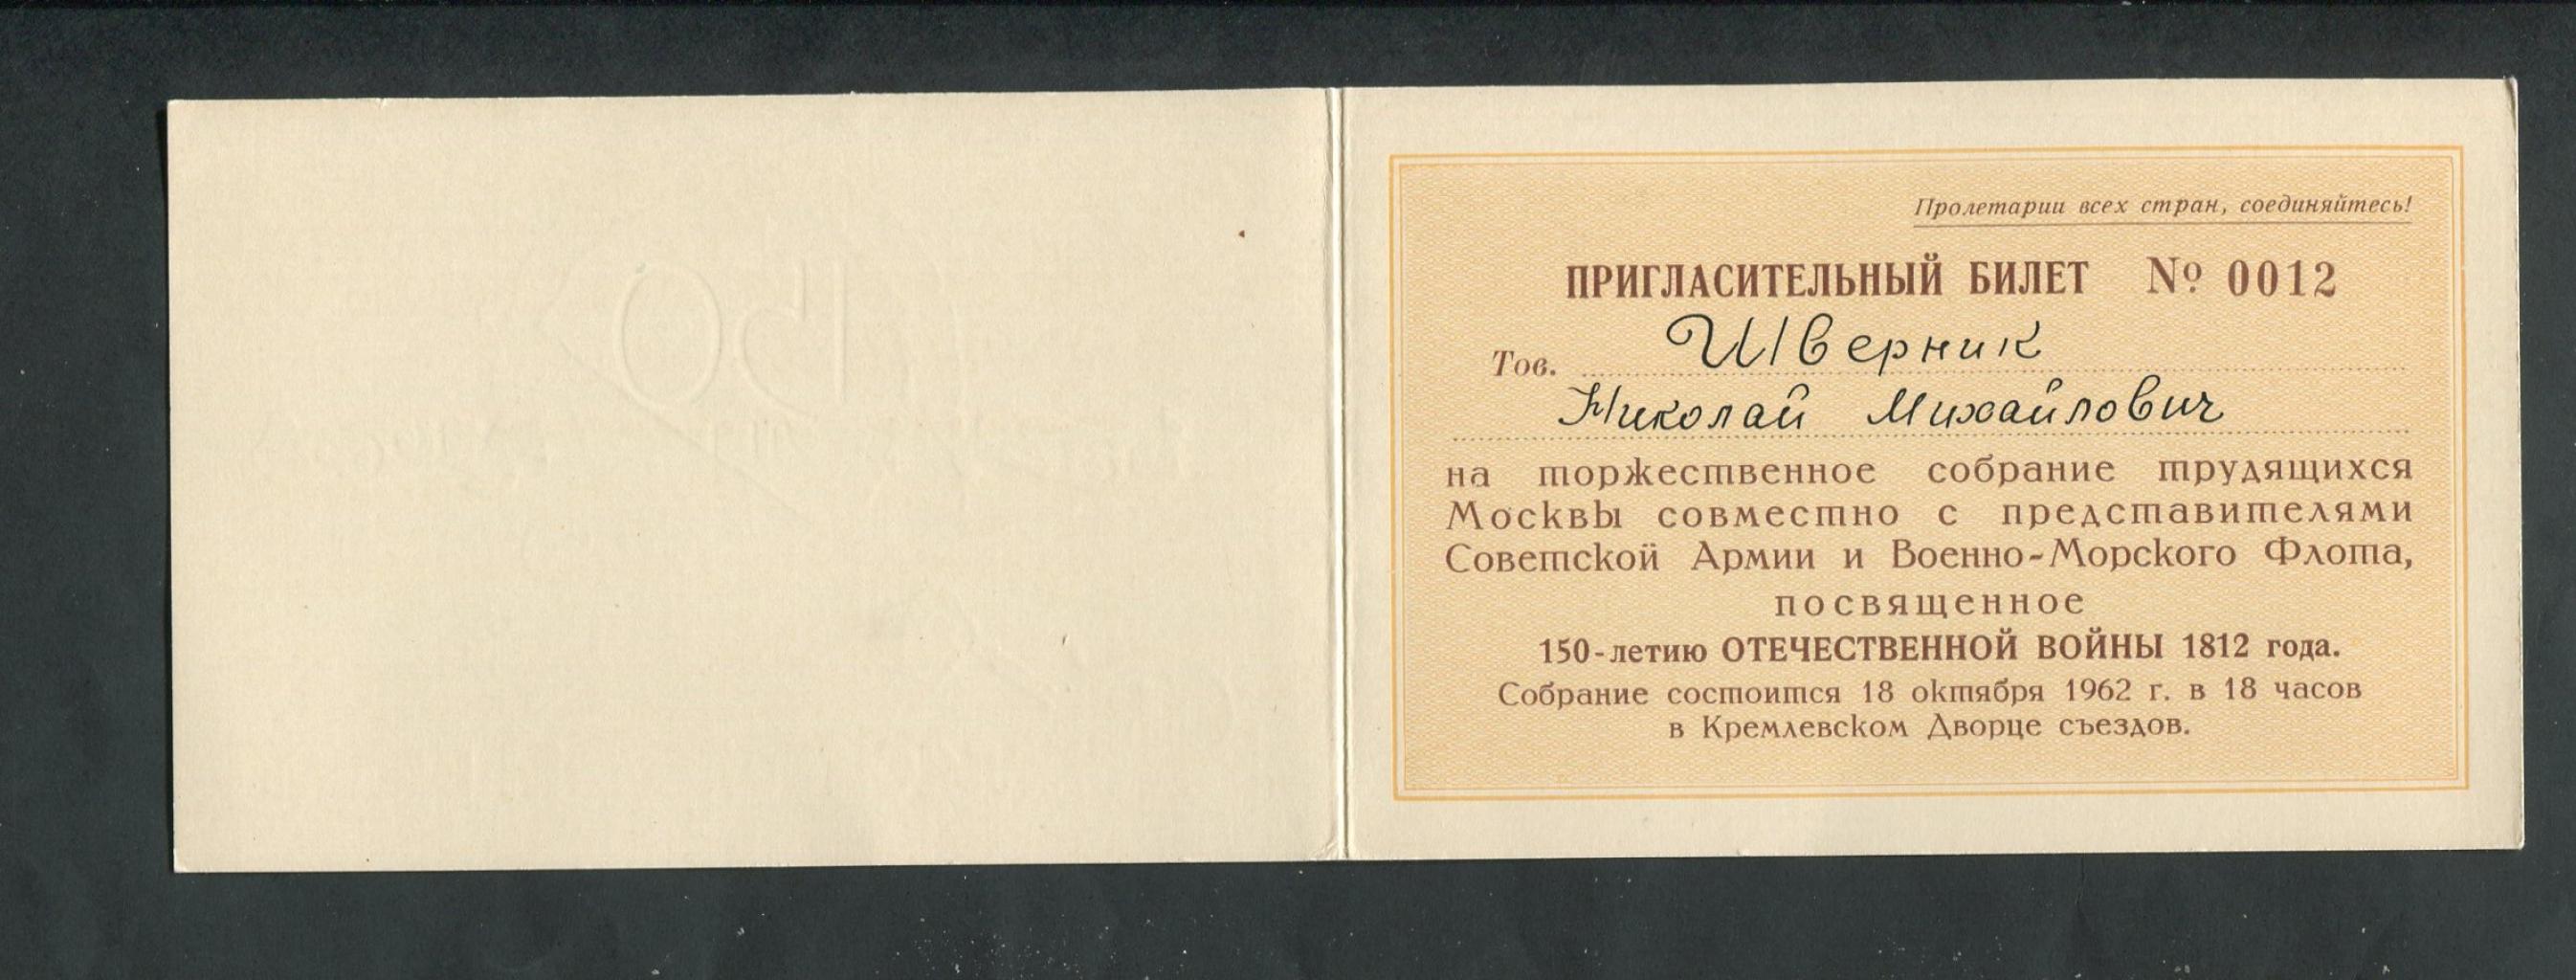 Пролетарии всех стран, соединяйтесь!
ПРИГЛАСИТЕЛЬНЫЙ БИЛЕТ № 0012
Тов. Шверник
Николай Михайлович
на торжественное собрание трудящихся
Москвы совместно с представителями
Советской Армии и Военно-Морского Флота,
посвященное
150-летию ОТЕЧЕСТВЕННОЙ ВОЙНЫ 1812 года.
Собрание состоится 18 октября 1962 г. в 18 часов
в Кремлевском Дворце съездов.
150